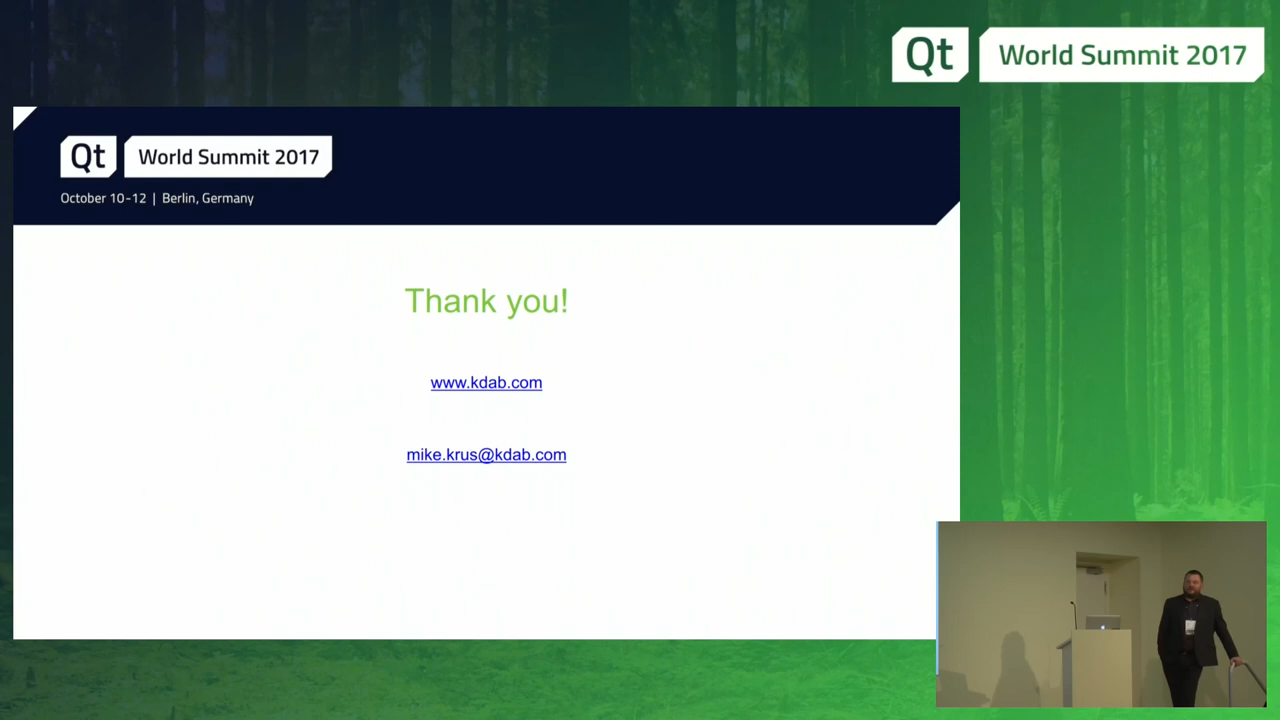 Qt World Summit 2017
Qt World Summit 2017
October 10-12 | Berlin, Germany
Thank you!
www.kdab.com
mike.krus@kdab.com